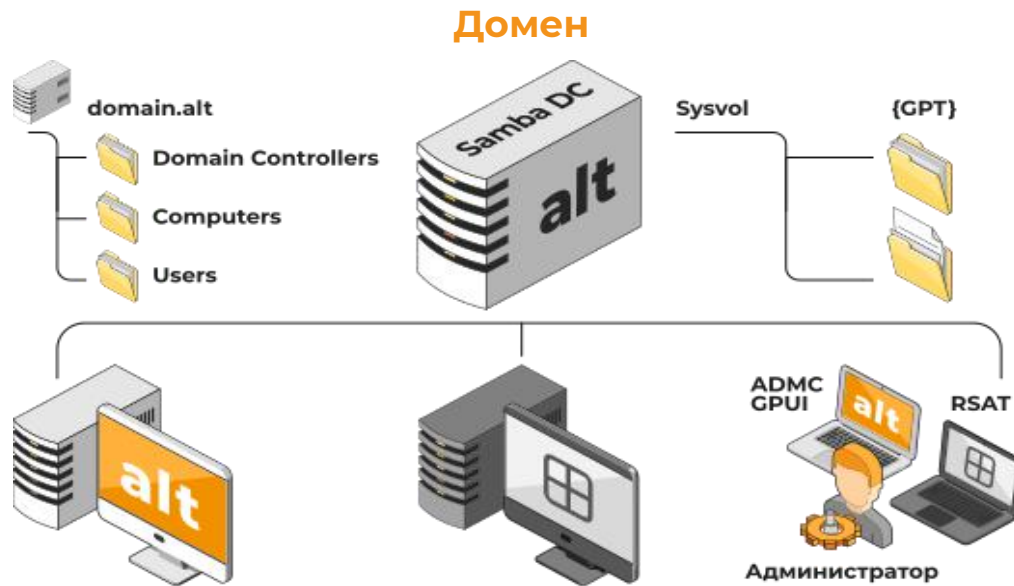 Домен
domain.alt
Domain Controllers
Computers
Users
Samba DC
alt
Sysvol
{GPT}
alt
ADMC
GPUI
alt
RSAT
Администратор